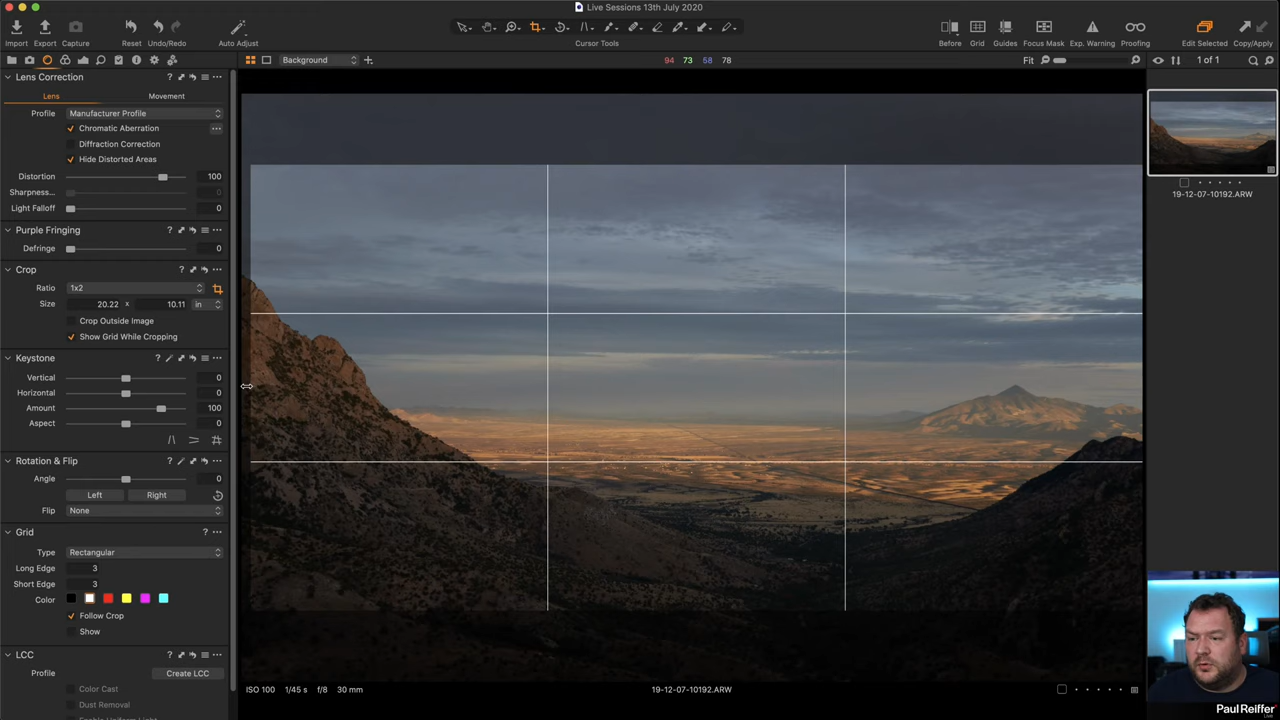 Live Sessions 13th July 2020
Import
Export
Capture
Reset
Undo/Redo
Auto Adjust
Cursor Tools
Before
Grid
Guides
Focus Mask
Exp. Warning
Proofing
Edit Selected
Copy/Apply
Background
94 73 58 78
Fit
1 of 1
Lens Correction
Lens
Movement
Profile Manufacturer Profile
Chromatic Aberration
Diffraction Correction
Hide Distorted Areas
Distortion 100
Sharpness... 0
Light Falloff 0
Purple Fringing
Defringe 0
Crop
Ratio 1x2
Size 20.22 x 10.11 in
Crop Outside Image
Show Grid While Cropping
Keystone
Vertical 0
Horizontal 0
Amount 100
Aspect 0
Rotation & Flip
Angle 0
Left
Right
Flip None
Grid
Type Rectangular
Long Edge 3
Short Edge 3
Color
Follow Crop
Show
LCC
Profile Create LCC
Color Cast
Dust Removal
Enable Uniform Light
ISO 100 1/45 s f/8 30 mm
19-12-07-10192.ARW
19-12-07-10192.ARW
PaulReiffer
Live